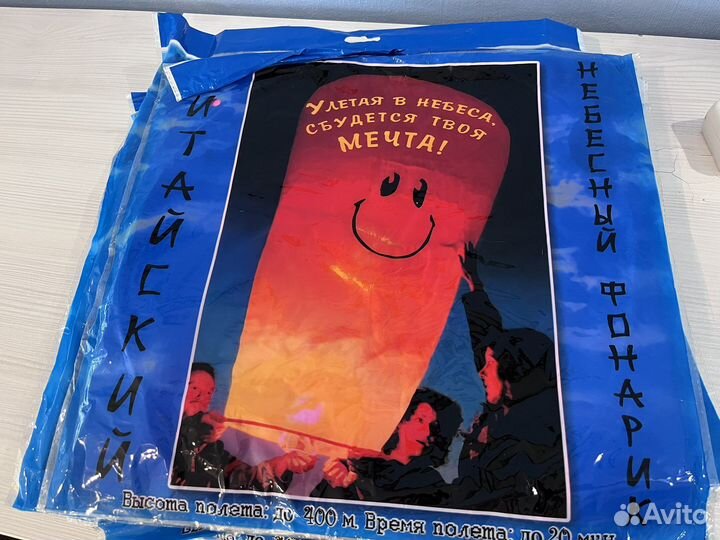 КИТАЙСКИЙ
УЛЕТАЯ В НЕБЕСА,
СБУДЕТСЯ ТВОЯ
МЕЧТА!
НЕБЕСНЫЙ ФОНАРИК
Высота полета: до 400 м. Время полета: до 20 мин
Avito